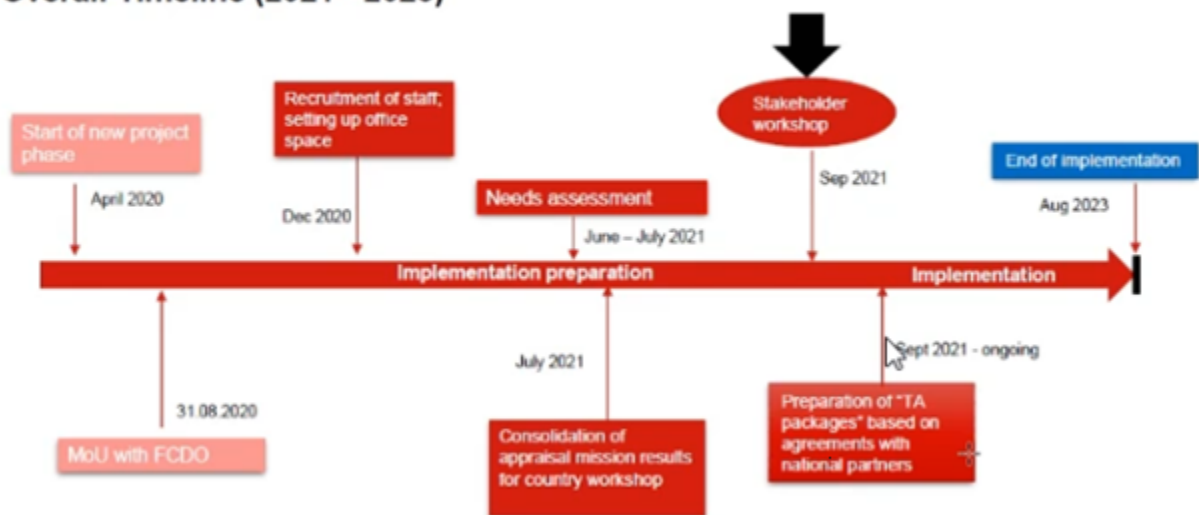 Start of new project
phase
April 2020
Recruitment of staff;
setting up office
space
Dec 2020
Needs assessment
June – July 2021
Stakeholder
workshop
Sep 2021
End of implementation
Aug 2023
Implementation preparation
Implementation
31.08.2020
MoU with FCDO
July 2021
Consolidation of
appraisal mission results
for country workshop
Sept 2021 - ongoing
Preparation of "TA
packages" based on
agreements with
national partners